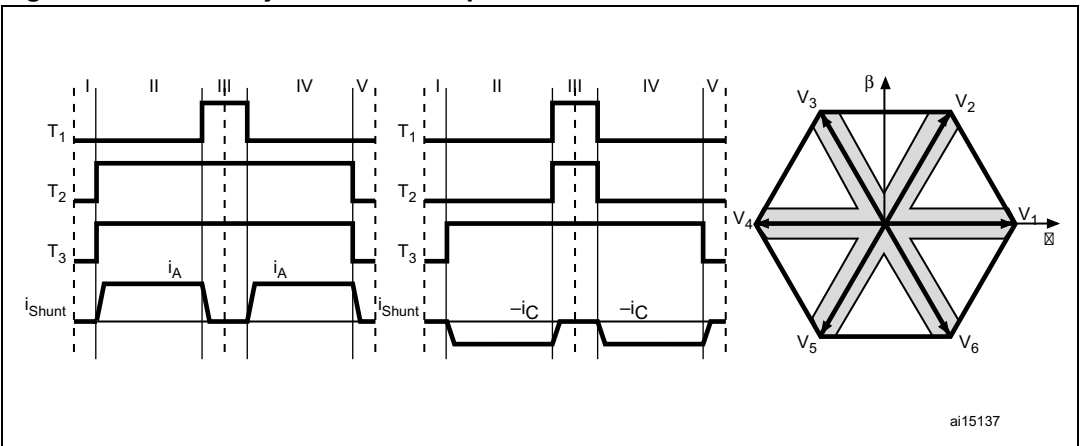 I II III IV V
T1
T2
T3
iA iA
iShunt
I II III IV V
T1
T2
T3
–iC –iC
iShunt
β
V3 V2
V4 V1
V5 V6
ai15137